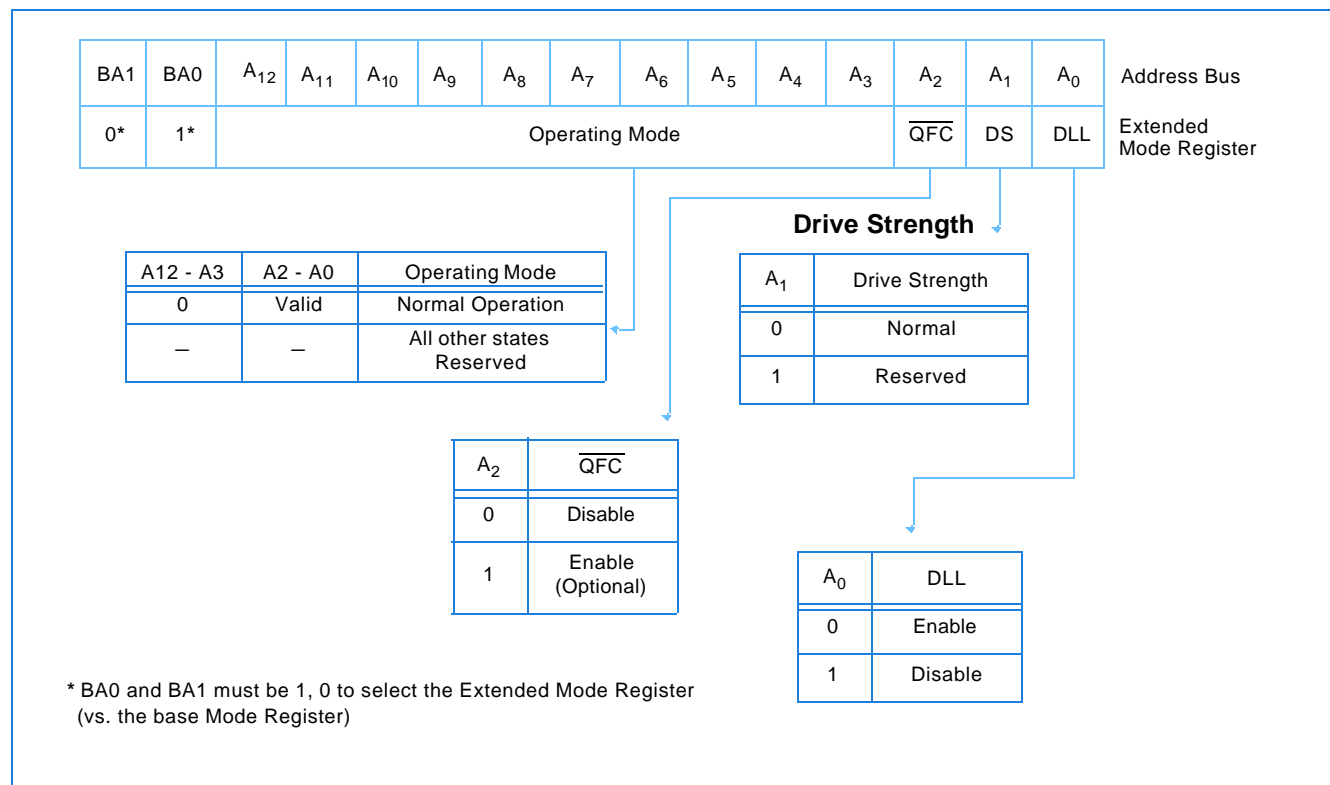 BA1 BA0 A12 A11 A10 A9 A8 A7 A6 A5 A4 A3 A2 A1 A0 Address Bus
0* 1* Operating Mode Q̅F̅C̅ DS DLL Extended
Mode Register
Drive Strength
A12 - A3 A2 - A0 Operating Mode
0 Valid Normal Operation
– – All other states
Reserved
A1 Drive Strength
0 Normal
1 Reserved
A2 Q̅F̅C̅
0 Disable
1 Enable
(Optional)
A0 DLL
0 Enable
1 Disable
* BA0 and BA1 must be 1, 0 to select the Extended Mode Register
(vs. the base Mode Register)